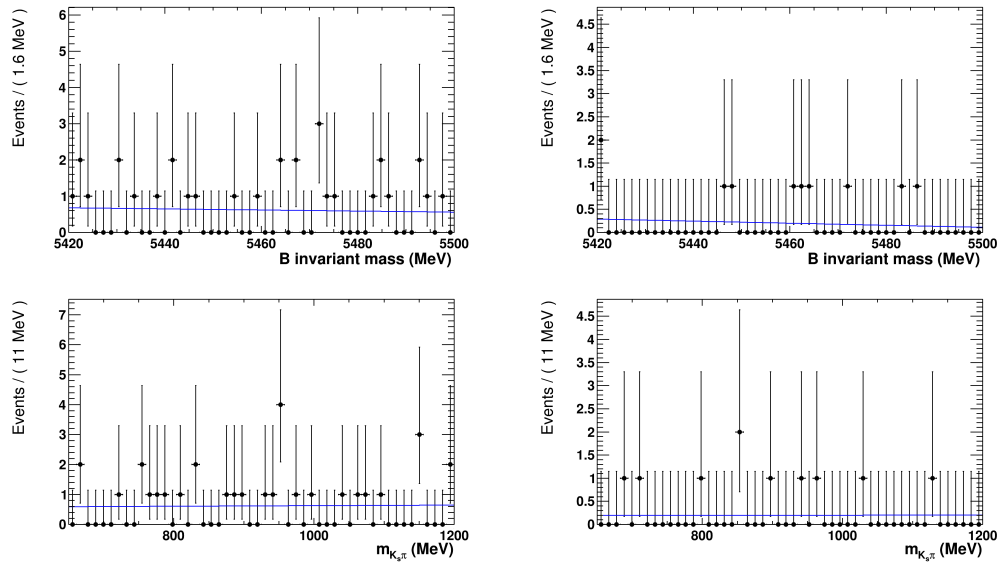 Events / ( 1.6 MeV )
6
5
4
3
2
1
0
5420 5440 5460 5480 5500
B invariant mass (MeV)
Events / ( 1.6 MeV )
4.5
4
3.5
3
2.5
2
1.5
1
0.5
0
5420 5440 5460 5480 5500
B invariant mass (MeV)
Events / ( 11 MeV )
7
6
5
4
3
2
1
0
800 1000 1200
m_{K_sπ} (MeV)
Events / ( 11 MeV )
4.5
4
3.5
3
2.5
2
1.5
1
0.5
0
800 1000 1200
m_{K_sπ} (MeV)